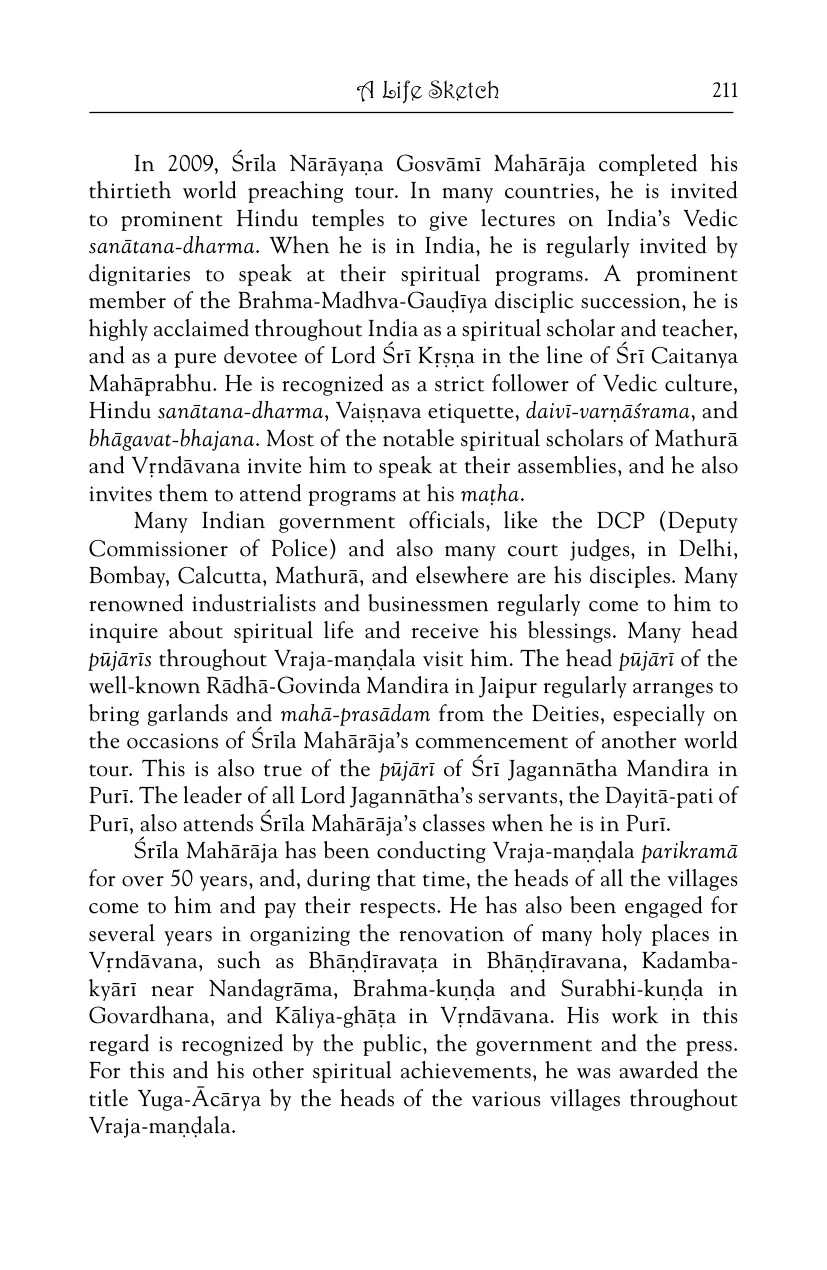 A Life Sketch 211
In 2009, Śrīla Nārāyaṇa Gosvāmī Mahārāja completed his
thirtieth world preaching tour. In many countries, he is invited
to prominent Hindu temples to give lectures on India’s Vedic
sanātana-dharma. When he is in India, he is regularly invited by
dignitaries to speak at their spiritual programs. A prominent
member of the Brahma-Madhva-Gauḍīya disciplic succession, he is
highly acclaimed throughout India as a spiritual scholar and teacher,
and as a pure devotee of Lord Śrī Kṛṣṇa in the line of Śrī Caitanya
Mahāprabhu. He is recognized as a strict follower of Vedic culture,
Hindu sanātana-dharma, Vaiṣṇava etiquette, daivī-varṇāśrama, and
bhāgavat-bhajana. Most of the notable spiritual scholars of Mathurā
and Vṛndāvana invite him to speak at their assemblies, and he also
invites them to attend programs at his maṭha.
Many Indian government officials, like the DCP (Deputy
Commissioner of Police) and also many court judges, in Delhi,
Bombay, Calcutta, Mathurā, and elsewhere are his disciples. Many
renowned industrialists and businessmen regularly come to him to
inquire about spiritual life and receive his blessings. Many head
pūjārīs throughout Vraja-maṇḍala visit him. The head pūjārī of the
well-known Rādhā-Govinda Mandira in Jaipur regularly arranges to
bring garlands and mahā-prasādam from the Deities, especially on
the occasions of Śrīla Mahārāja’s commencement of another world
tour. This is also true of the pūjārī of Śrī Jagannātha Mandira in
Purī. The leader of all Lord Jagannātha’s servants, the Dayitā-pati of
Purī, also attends Śrīla Mahārāja’s classes when he is in Purī.
Śrīla Mahārāja has been conducting Vraja-maṇḍala parikramā
for over 50 years, and, during that time, the heads of all the villages
come to him and pay their respects. He has also been engaged for
several years in organizing the renovation of many holy places in
Vṛndāvana, such as Bhāṇḍīravaṭa in Bhāṇḍīravana, Kadamba-
kyārī near Nandagrāma, Brahma-kuṇḍa and Surabhi-kuṇḍa in
Govardhana, and Kāliya-ghāṭa in Vṛndāvana. His work in this
regard is recognized by the public, the government and the press.
For this and his other spiritual achievements, he was awarded the
title Yuga-Ācārya by the heads of the various villages throughout
Vraja-maṇḍala.